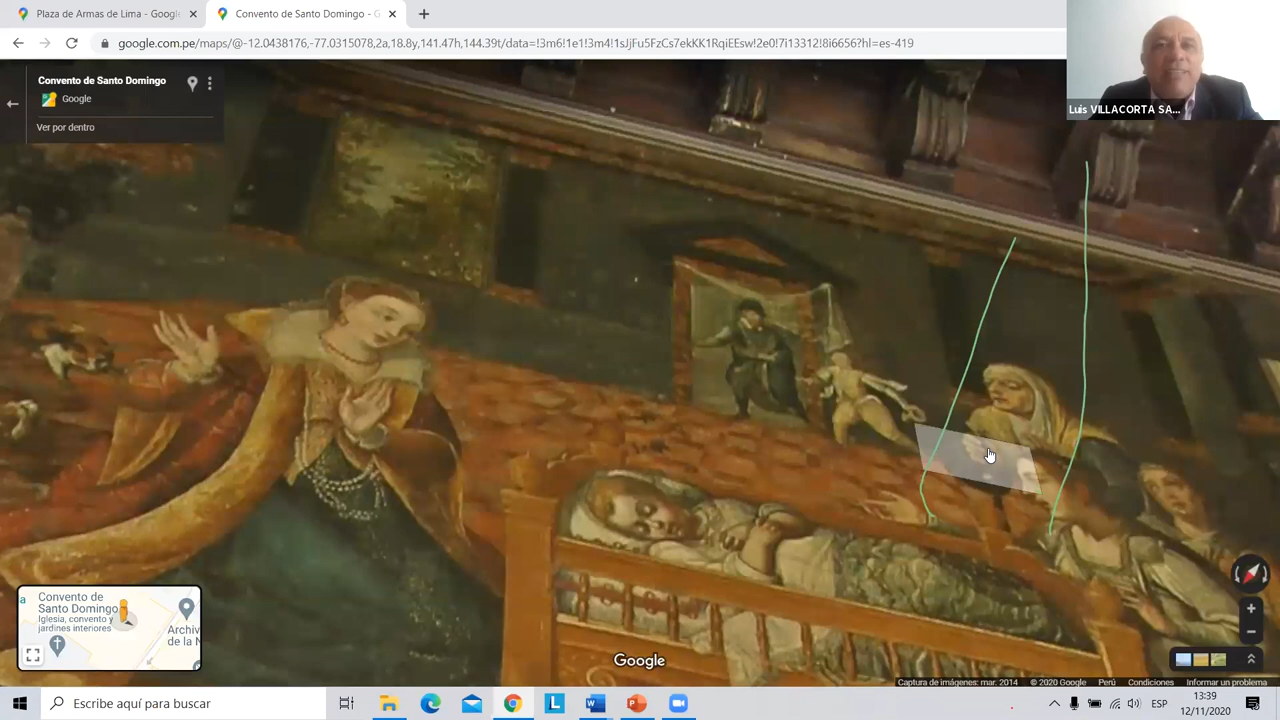 Plaza de Armas de Lima - Googl
Convento de Santo Domingo - G
google.com.pe/maps/@-12.0438176,-77.0315078,2a,18.8y,141.47h,144.39t/data=!3m6!1e1!3m4!1sJjFu5FzCs7ekKK1RqiEEsw!2e0!7i13312!8i6656?hl=es-419
Luis VILLACORTA SA...
Convento de Santo Domingo
Google
Ver por dentro
a
Convento de
Santo Domingo
Iglesia, convento y
jardines interiores
Archiv
de la N
Google
Captura de imágenes: mar. 2014
© 2020 Google
Perú
Condiciones
Informar un problema
Escribe aquí para buscar
ESP
13:39
12/11/2020